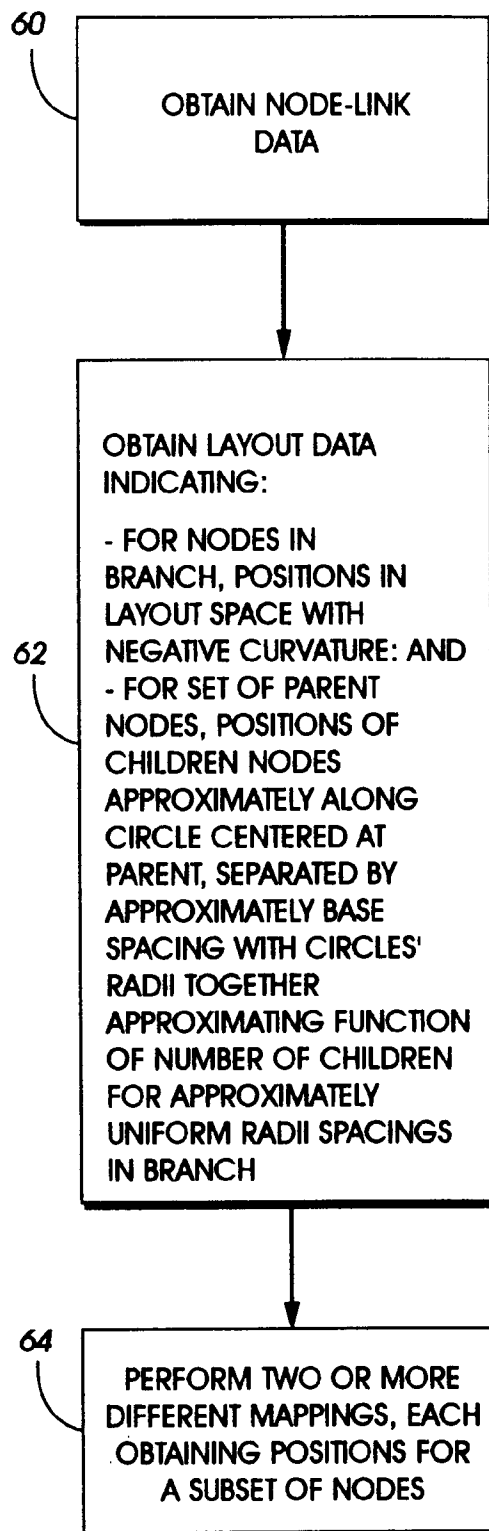 60
OBTAIN NODE-LINK
DATA
62
OBTAIN LAYOUT DATA
INDICATING:
- FOR NODES IN
BRANCH, POSITIONS IN
LAYOUT SPACE WITH
NEGATIVE CURVATURE: AND
- FOR SET OF PARENT
NODES, POSITIONS OF
CHILDREN NODES
APPROXIMATELY ALONG
CIRCLE CENTERED AT
PARENT, SEPARATED BY
APPROXIMATELY BASE
SPACING WITH CIRCLES'
RADII TOGETHER
APPROXIMATING FUNCTION
OF NUMBER OF CHILDREN
FOR APPROXIMATELY
UNIFORM RADII SPACINGS
IN BRANCH
64
PERFORM TWO OR MORE
DIFFERENT MAPPINGS, EACH
OBTAINING POSITIONS FOR
A SUBSET OF NODES